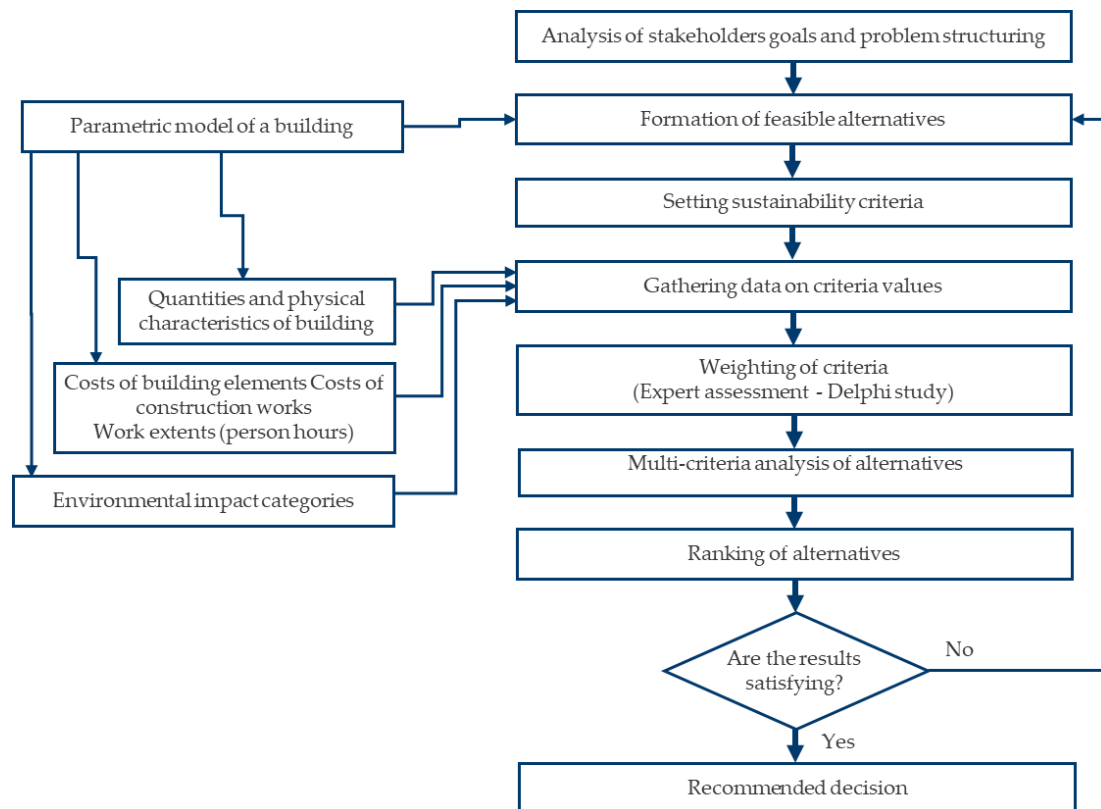 Analysis of stakeholders goals and problem structuring
Parametric model of a building
Formation of feasible alternatives
Setting sustainability criteria
Quantities and physical
characteristics of building
Gathering data on criteria values
Costs of building elements Costs of
construction works
Work extents (person hours)
Weighting of criteria
(Expert assessment - Delphi study)
Environmental impact categories
Multi-criteria analysis of alternatives
Ranking of alternatives
Are the results
satisfying?
No
Yes
Recommended decision